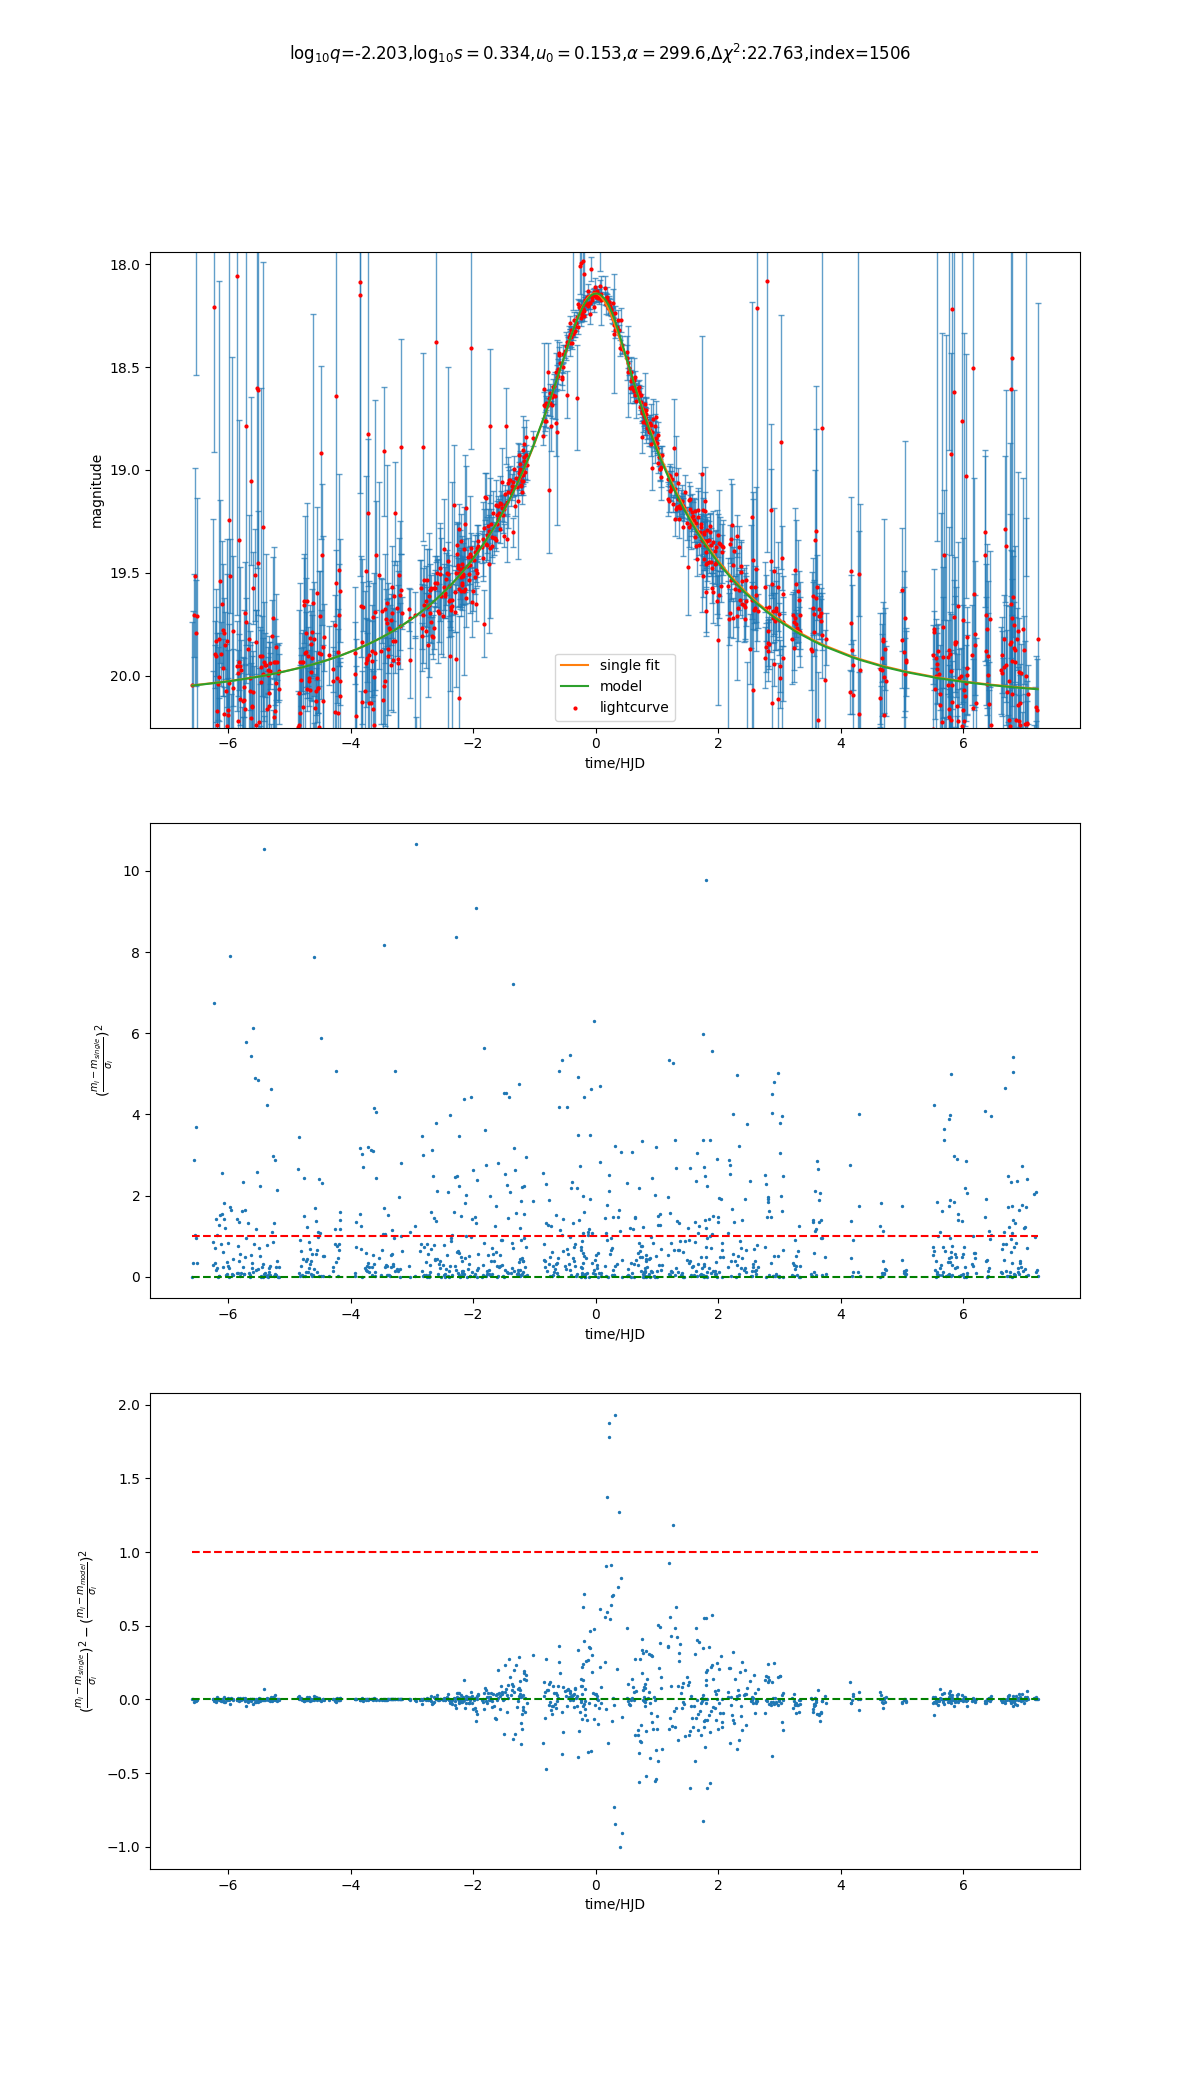 log₁₀q=-2.203,log₁₀s = 0.334,u₀ = 0.153,α = 299.6,Δχ²:22.763,index=1506
18.0
18.5
19.0
19.5
20.0
magnitude
single fit
model
lightcurve
−6 −4 −2 0 2 4 6
time/HJD
10
8
6
4
2
0
((mᵢ − m_single)/σᵢ)²
−6 −4 −2 0 2 4 6
time/HJD
2.0
1.5
1.0
0.5
0.0
−0.5
−1.0
((mᵢ − m_single)/σᵢ)² − ((mᵢ − m_model)/σᵢ)²
−6 −4 −2 0 2 4 6
time/HJD